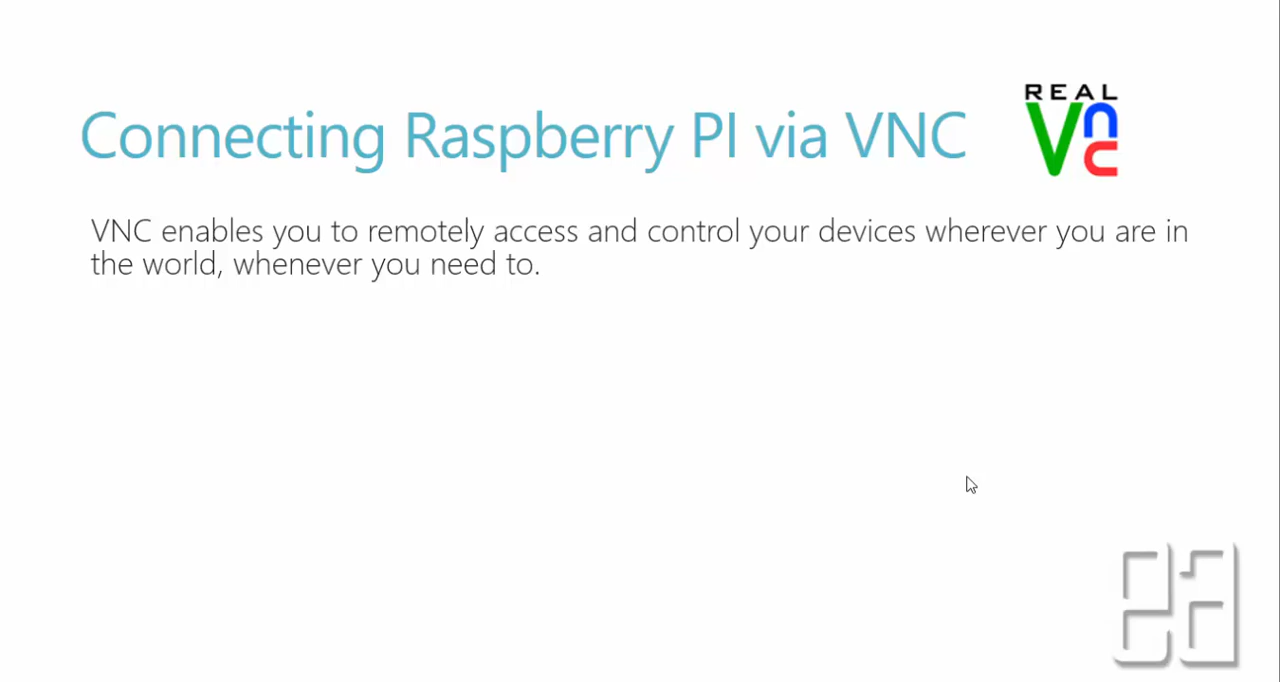 Connecting Raspberry PI via VNC
REAL
Vnc
VNC enables you to remotely access and control your devices wherever you are in
the world, whenever you need to.
ea